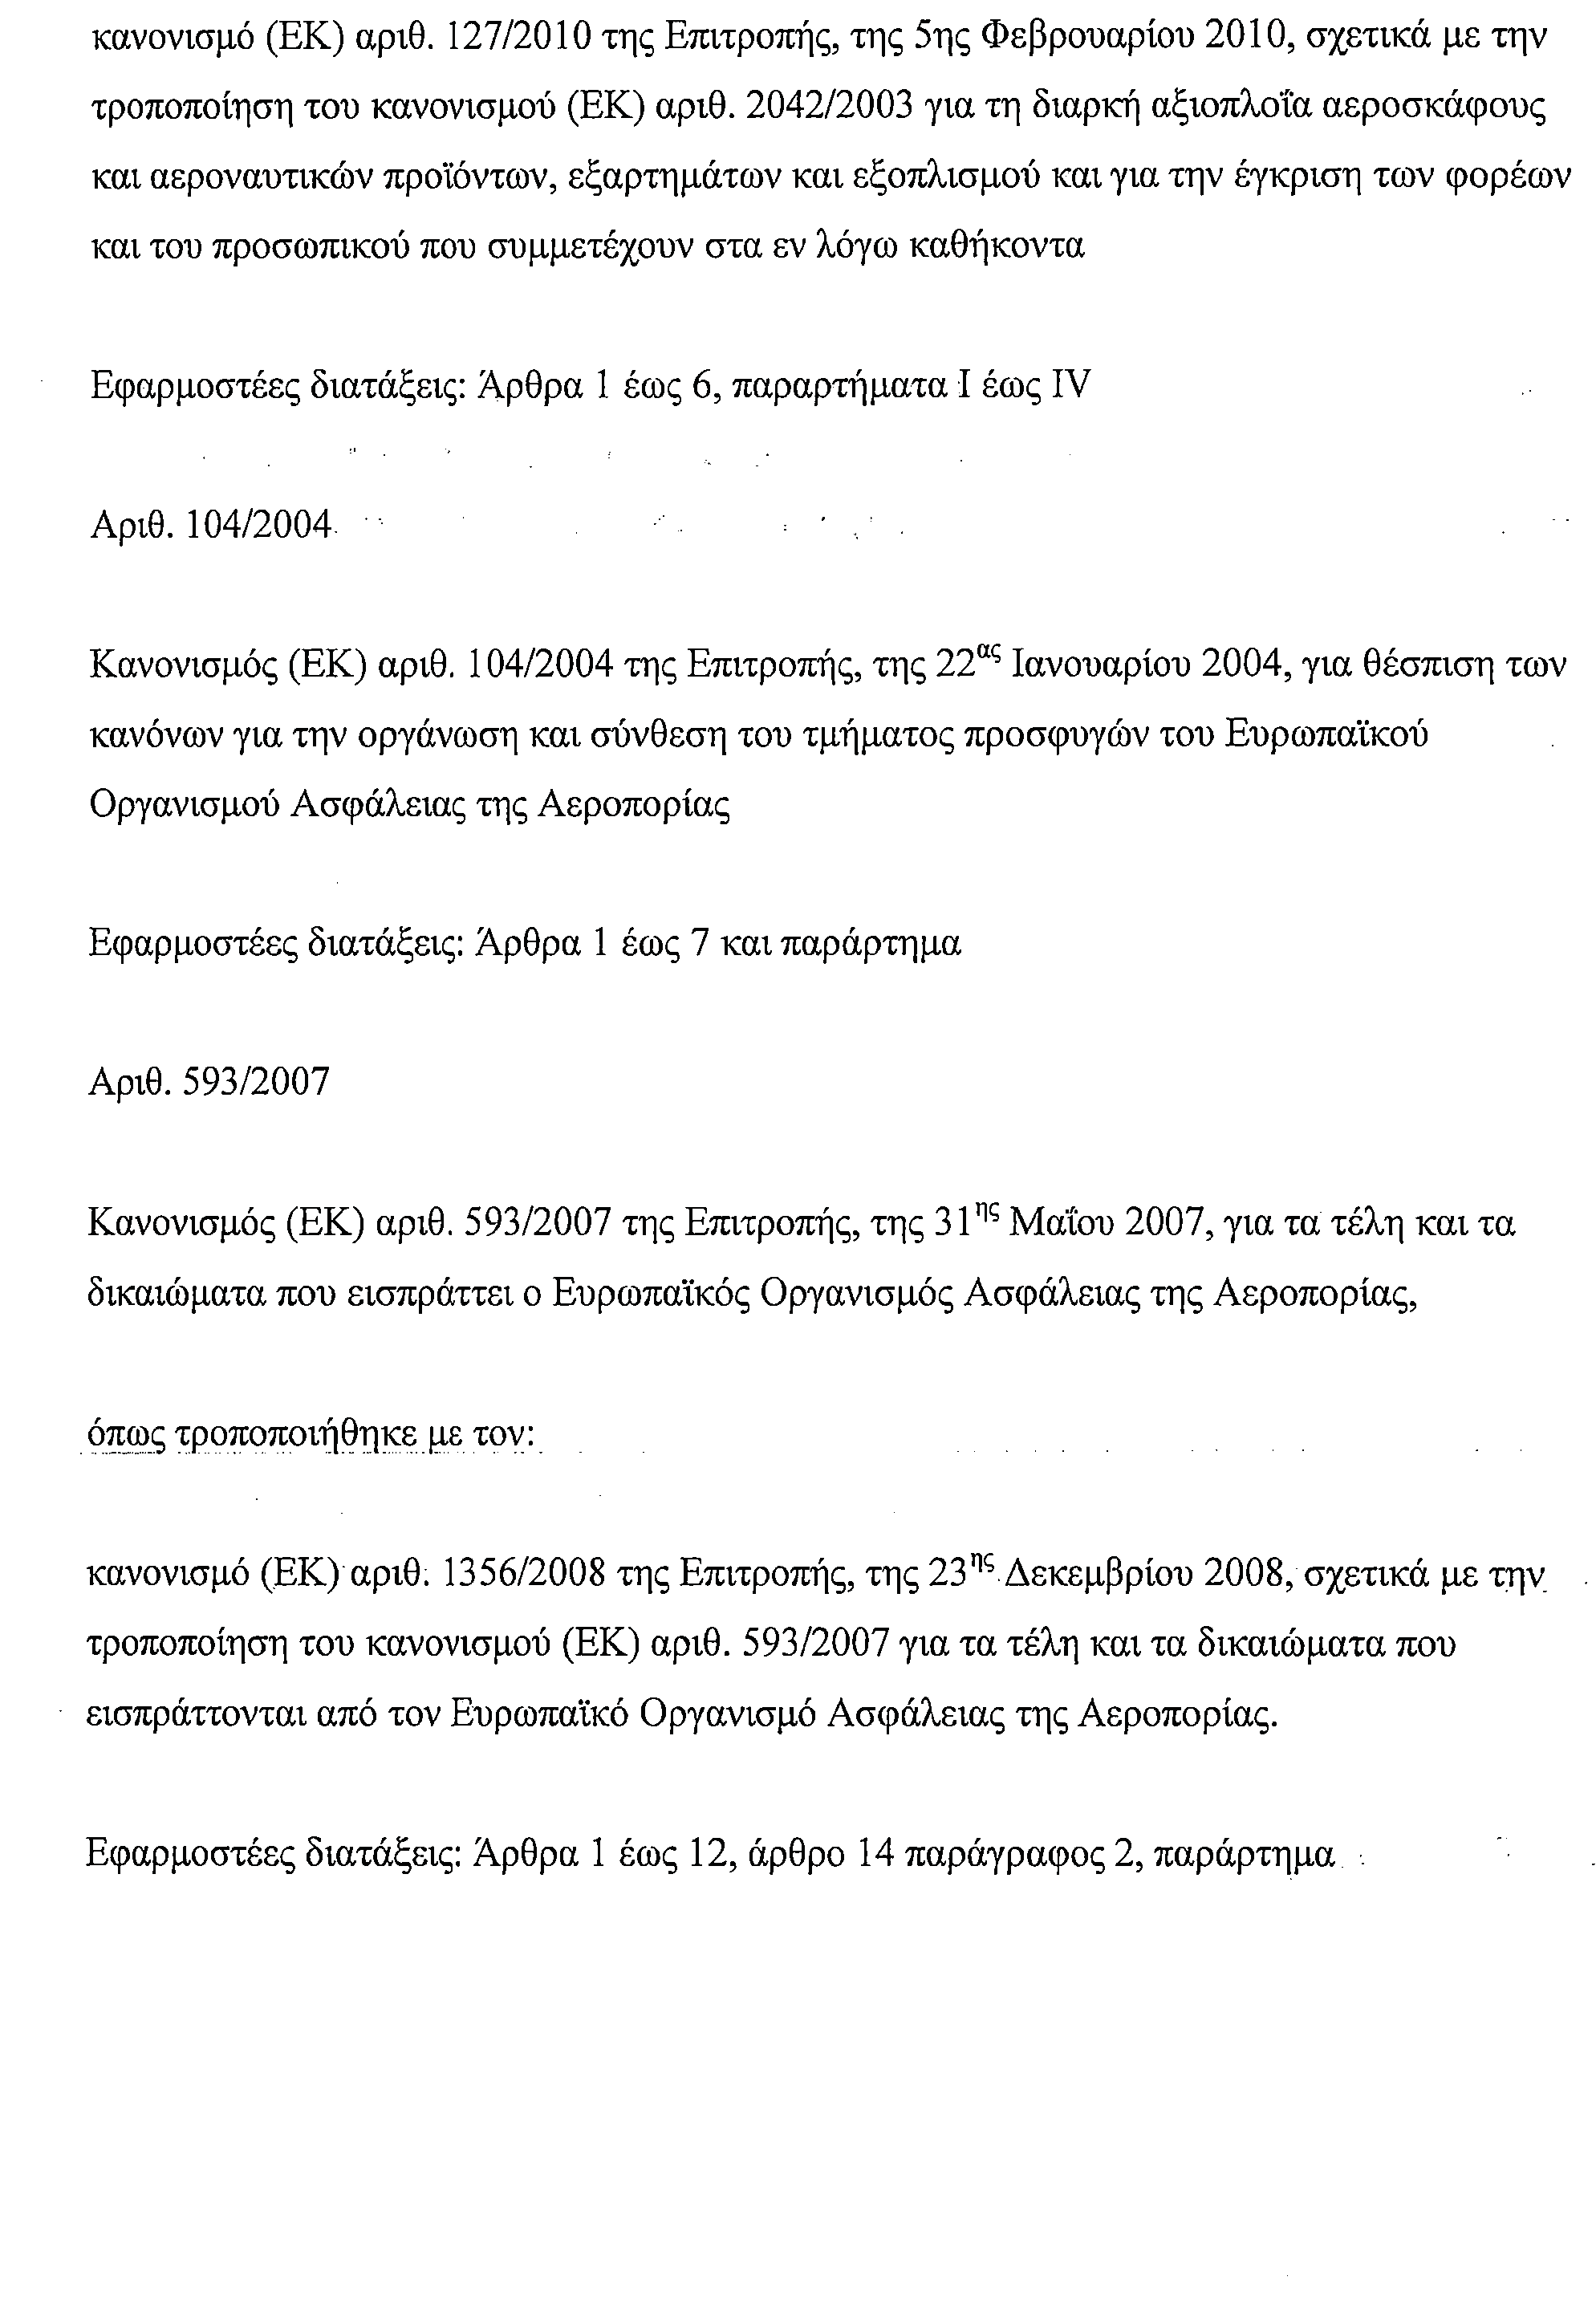 κανονισμό (ΕΚ) αριθ. 127/2010 της Επιτροπής, της 5ης Φεβρουαρίου 2010, σχετικά με την
τροποποίηση του κανονισμού (ΕΚ) αριθ. 2042/2003 για τη διαρκή αξιοπλοΐα αεροσκάφους
και αεροναυτικών προϊόντων, εξαρτημάτων και εξοπλισμού και για την έγκριση των φορέων
και του προσωπικού που συμμετέχουν στα εν λόγω καθήκοντα
Εφαρμοστέες διατάξεις: Άρθρα 1 έως 6, παραρτήματα I έως IV
Αριθ. 104/2004
Κανονισμός (ΕΚ) αριθ. 104/2004 της Επιτροπής, της 22ας Ιανουαρίου 2004, για θέσπιση των
κανόνων για την οργάνωση και σύνθεση του τμήματος προσφυγών του Ευρωπαϊκού
Οργανισμού Ασφάλειας της Αεροπορίας
Εφαρμοστέες διατάξεις: Άρθρα 1 έως 7 και παράρτημα
Αριθ. 593/2007
Κανονισμός (ΕΚ) αριθ. 593/2007 της Επιτροπής, της 31ης Μαΐου 2007, για τα τέλη και τα
δικαιώματα που εισπράττει ο Ευρωπαϊκός Οργανισμός Ασφάλειας της Αεροπορίας,
όπως τροποποιήθηκε με τον:
κανονισμό (ΕΚ) αριθ. 1356/2008 της Επιτροπής, της 23ης Δεκεμβρίου 2008, σχετικά με την
τροποποίηση του κανονισμού (ΕΚ) αριθ. 593/2007 για τα τέλη και τα δικαιώματα που
εισπράττονται από τον Ευρωπαϊκό Οργανισμό Ασφάλειας της Αεροπορίας.
Εφαρμοστέες διατάξεις: Άρθρα 1 έως 12, άρθρο 14 παράγραφος 2, παράρτημα